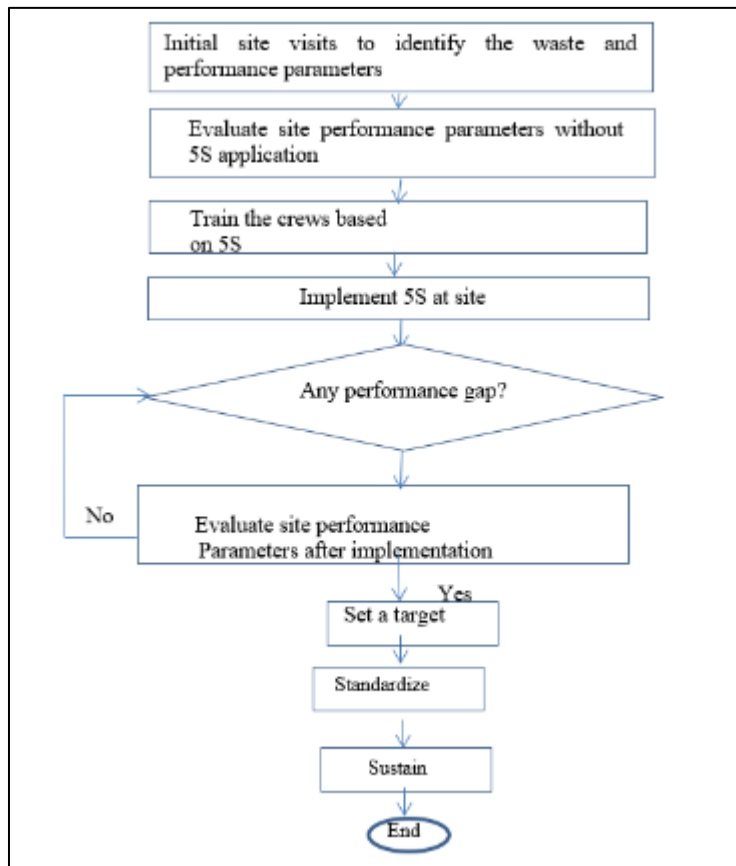 Initial site visits to identify the waste and
performance parameters
Evaluate site performance parameters without
5S application
Train the crews based
on 5S
Implement 5S at site
Any performance gap?
No
Evaluate site performance
Parameters after implementation
Yes
Set a target
Standardize
Sustain
End